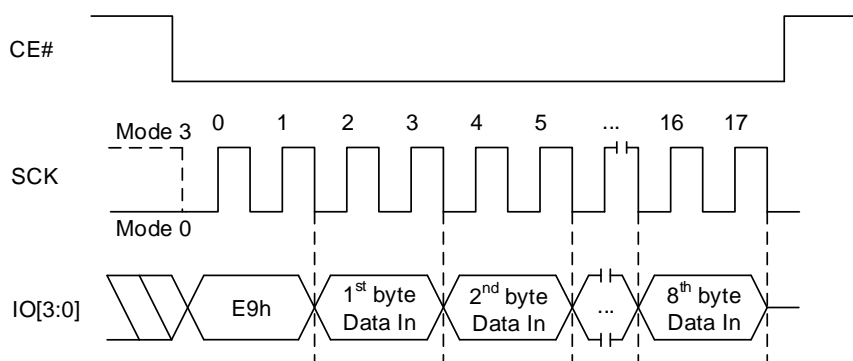 CE#
Mode 3
0 1 2 3 4 5 ... 16 17
SCK
Mode 0
IO[3:0]
E9h
1st byte
Data In
2nd byte
Data In
...
8th byte
Data In